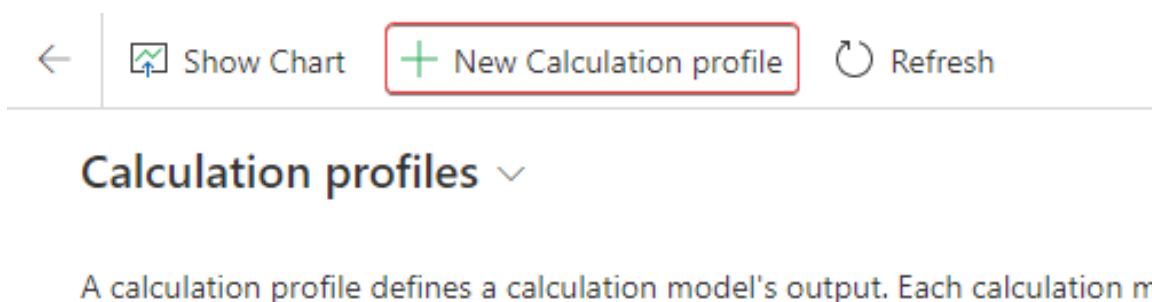 Show Chart New Calculation profile Refresh
Calculation profiles
A calculation profile defines a calculation model's output. Each calculation